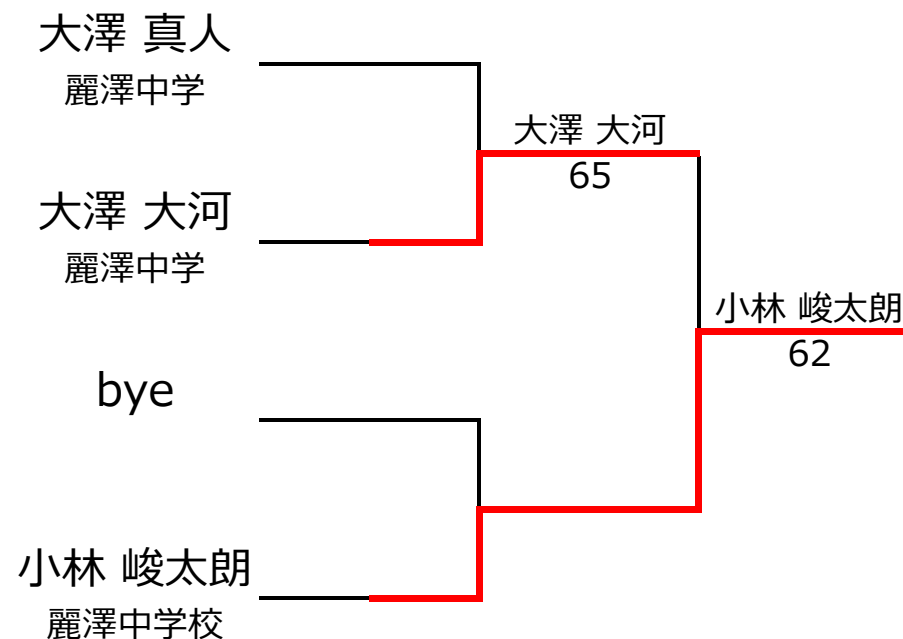 大澤 真人
麗澤中学
大澤 大河
65
大澤 大河
麗澤中学
小林 峻太朗
62
bye
小林 峻太朗
麗澤中学校